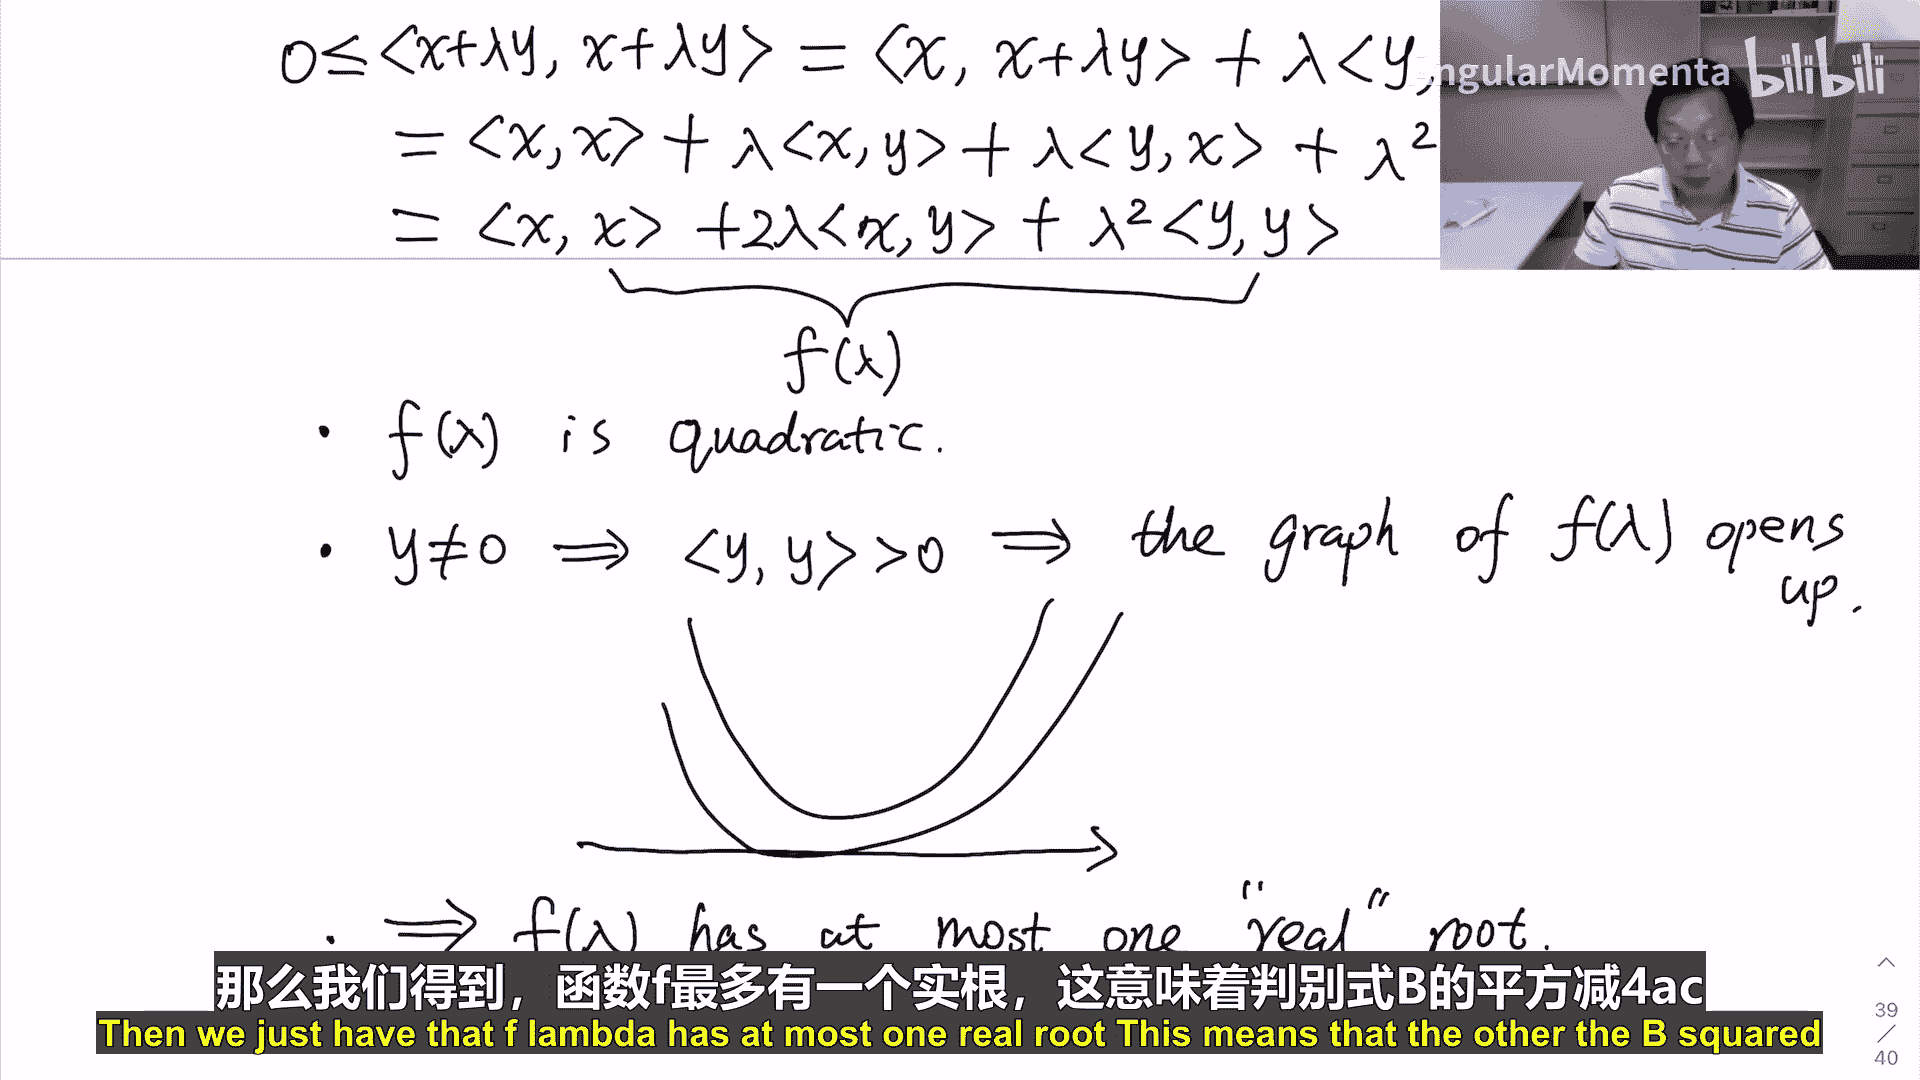 0≤<x+λy, x+λy> = <x, x+λy> + λ<y,
ngularMomenta bilibili
= <x,x> + λ<x,y> + λ<y,x> + λ²
= <x, x> +2λ<x,y> + λ²<y,y>
f(λ)
· f(λ) is quadratic.
· y≠0 ⇒ <y, y> >0 ⇒ the graph of f(λ) opens
up.
· ⇒ f(λ) has at most one "real" root.
那么我们得到，函数f最多有一个实根，这意味着判别式B的平方减4ac
Then we just have that f lambda has at most one real root This means that the other the B squared
39
/
40